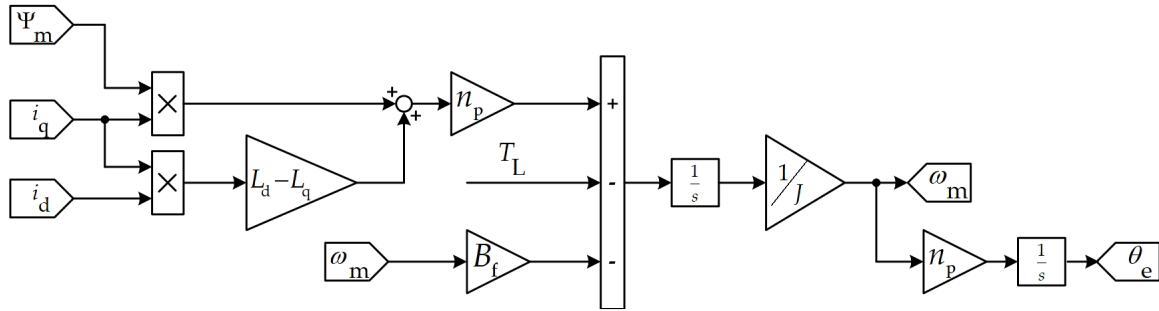 Ψm
iq
id
×
×
Ld−Lq
+
+
np
TL
ωm
Bf
+
-
-
1/s
1/J
ωm
np
1/s
θe